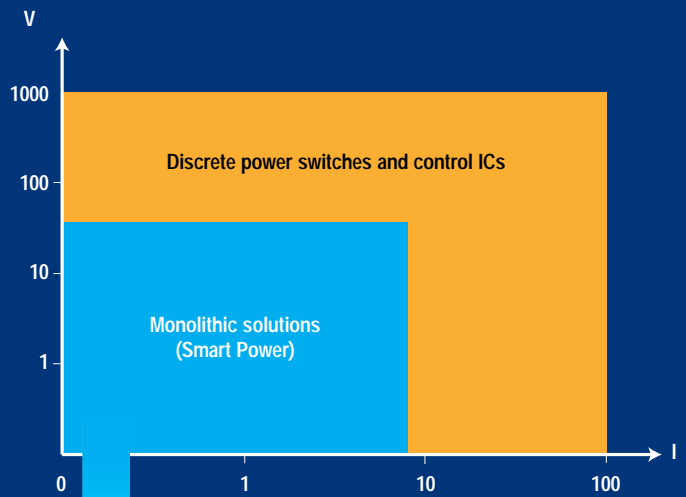 V
1000
Discrete power switches and control ICs
100
10
Monolithic solutions
(Smart Power)
1
I
0 1 10 100